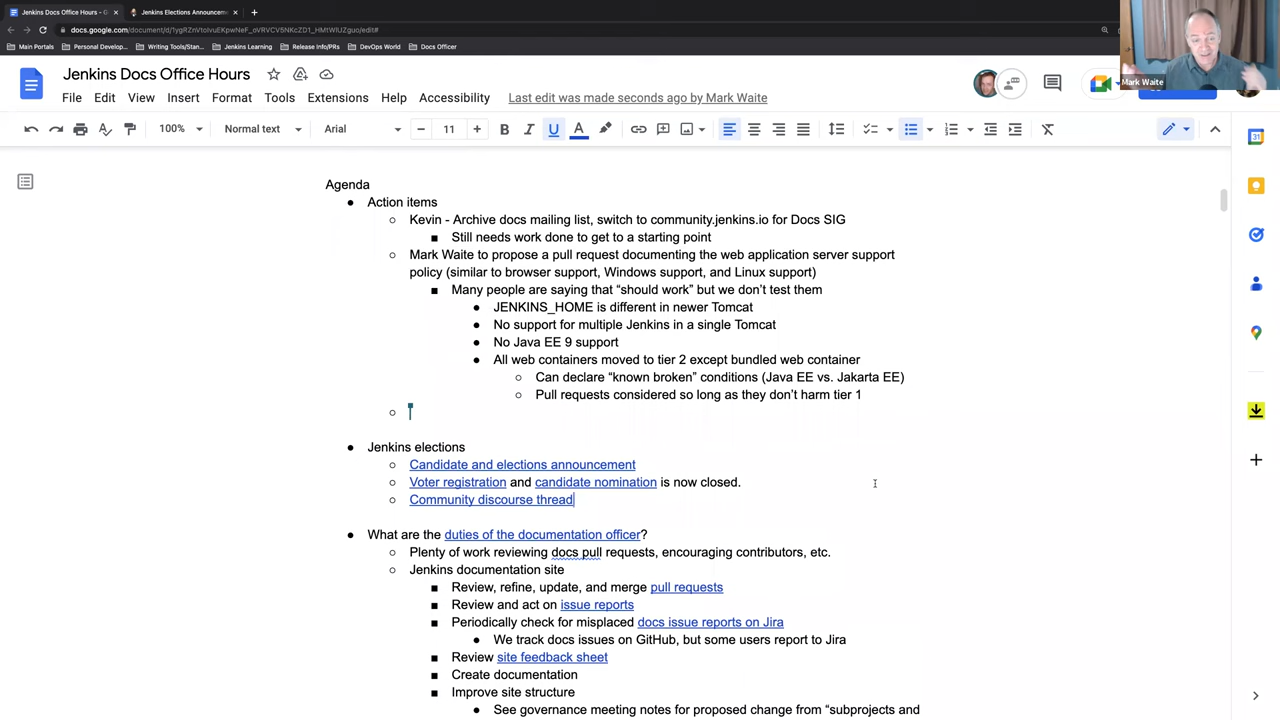 Jenkins Docs Office Hours - G
Jenkins Elections Announceme
docs.google.com/document/d/1ygRZnVtoIvuEKpwNeF_oVRVCV5NKcZD1_HMtWlUZguo/edit#
Main Portals
Personal Develop...
Writing Tools/Stan...
Jenkins Learning
Release Info/PRs
DevOps World
Docs Officer
Jenkins Docs Office Hours
File Edit View Insert Format Tools Extensions Help Accessibility
Last edit was made seconds ago by Mark Waite
Mark Waite
100% Normal text Arial 11
Agenda
Action items
Kevin - Archive docs mailing list, switch to community.jenkins.io for Docs SIG
Still needs work done to get to a starting point
Mark Waite to propose a pull request documenting the web application server support
policy (similar to browser support, Windows support, and Linux support)
Many people are saying that “should work” but we don’t test them
JENKINS_HOME is different in newer Tomcat
No support for multiple Jenkins in a single Tomcat
No Java EE 9 support
All web containers moved to tier 2 except bundled web container
Can declare “known broken” conditions (Java EE vs. Jakarta EE)
Pull requests considered so long as they don’t harm tier 1
Jenkins elections
Candidate and elections announcement
Voter registration and candidate nomination is now closed.
Community discourse thread
What are the duties of the documentation officer?
Plenty of work reviewing docs pull requests, encouraging contributors, etc.
Jenkins documentation site
Review, refine, update, and merge pull requests
Review and act on issue reports
Periodically check for misplaced docs issue reports on Jira
We track docs issues on GitHub, but some users report to Jira
Review site feedback sheet
Create documentation
Improve site structure
See governance meeting notes for proposed change from “subprojects and